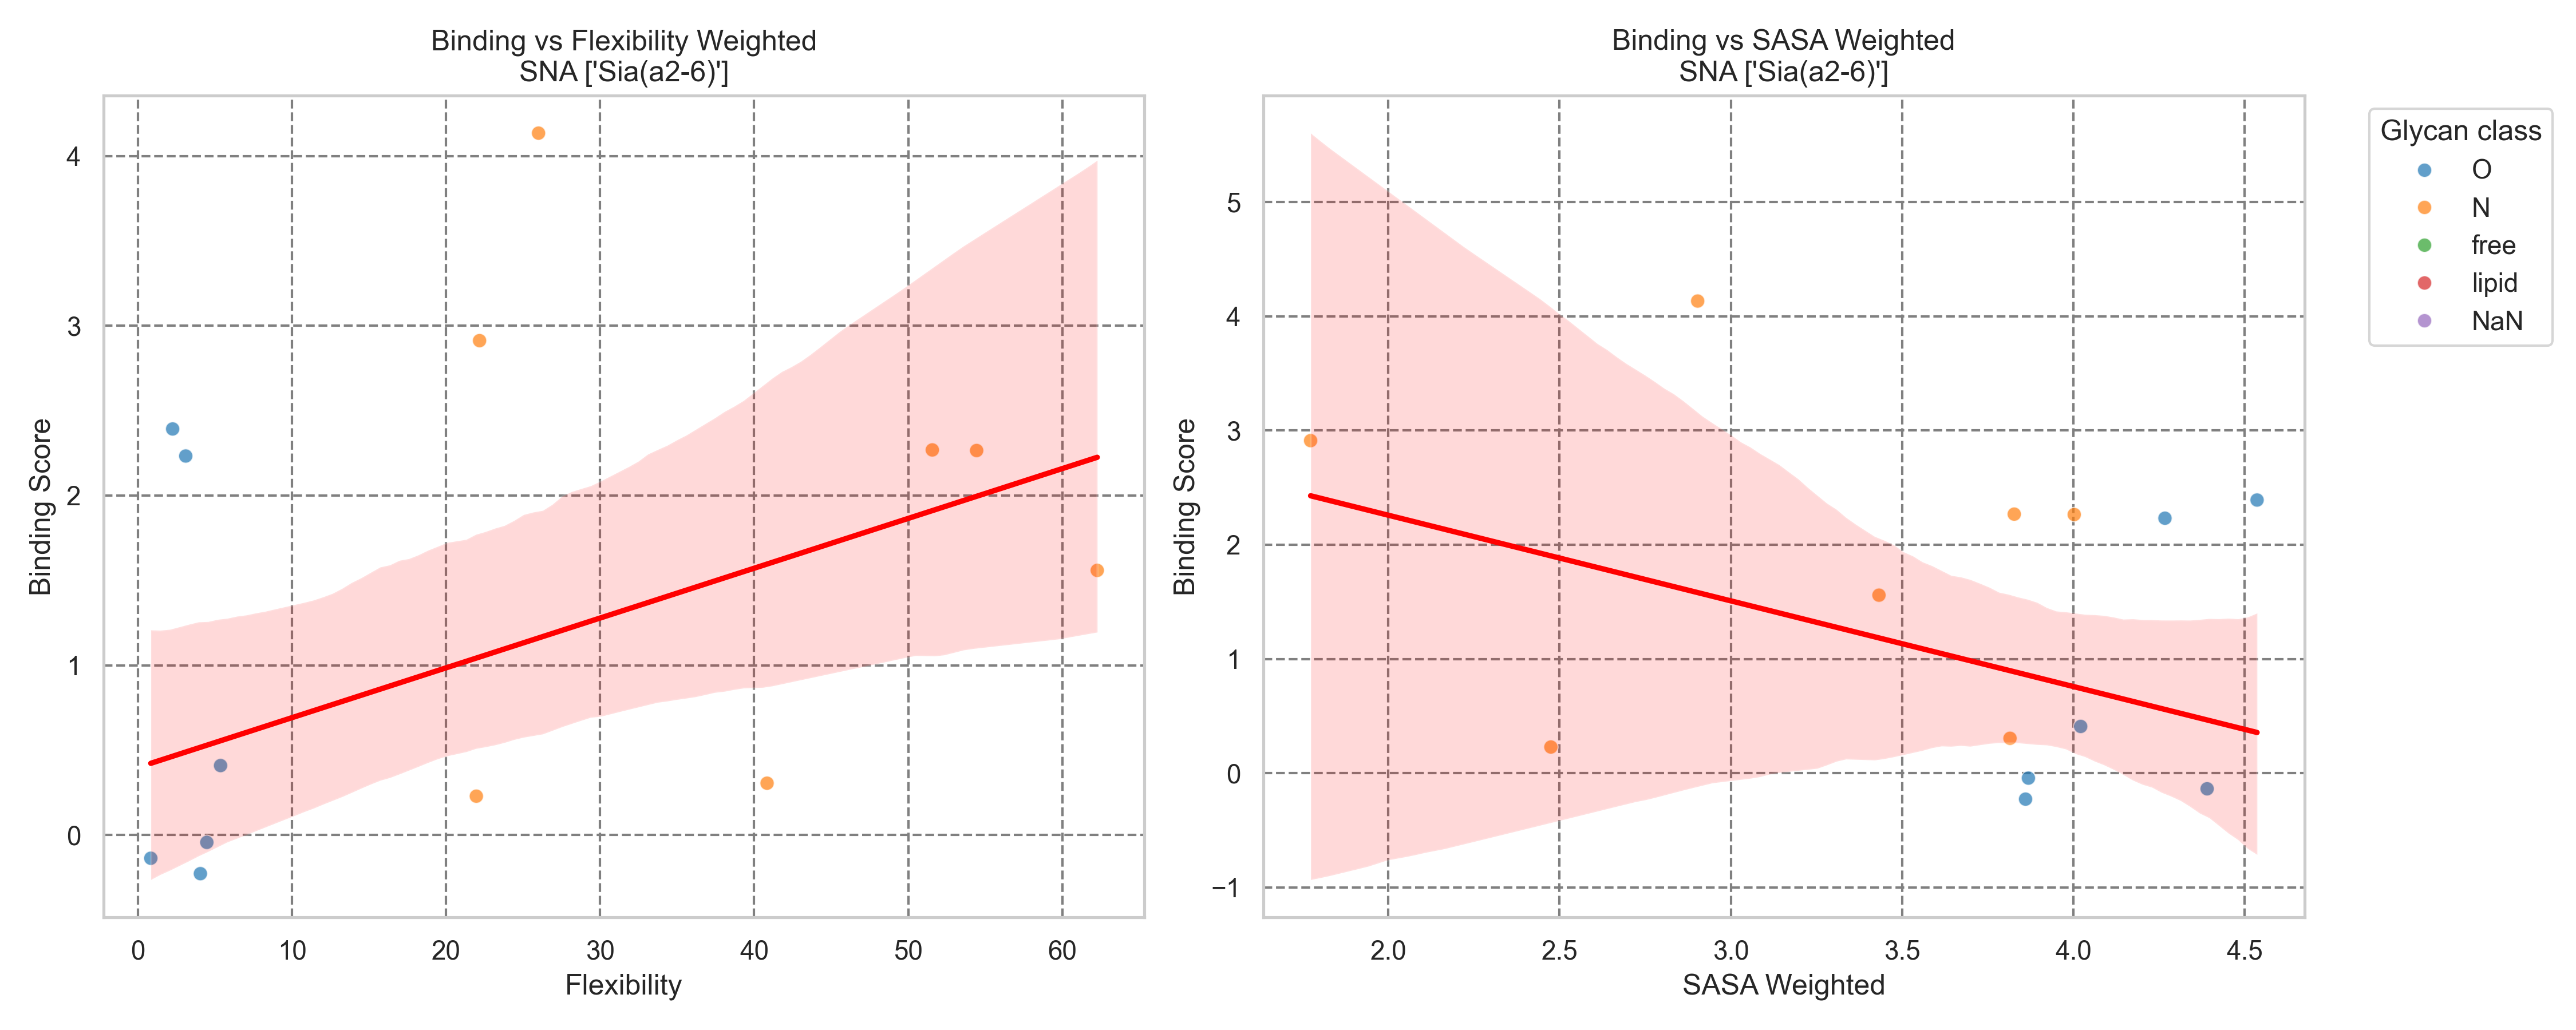 Binding vs Flexibility Weighted
SNA ['Sia(a2-6)']
Binding Score
4
3
2
1
0
0 10 20 30 40 50 60
Flexibility
Binding vs SASA Weighted
SNA ['Sia(a2-6)']
Binding Score
5
4
3
2
1
0
−1
2.0 2.5 3.0 3.5 4.0 4.5
SASA Weighted
Glycan class
O
N
free
lipid
NaN